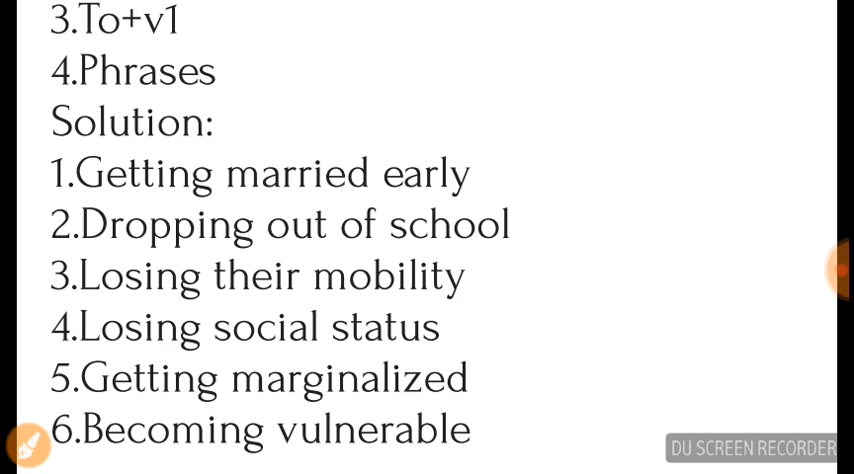 3.To+v1
4.Phrases
Solution:
1.Getting married early
2.Dropping out of school
3.Losing their mobility
4.Losing social status
5.Getting marginalized
6.Becoming vulnerable
DU SCREEN RECORDER